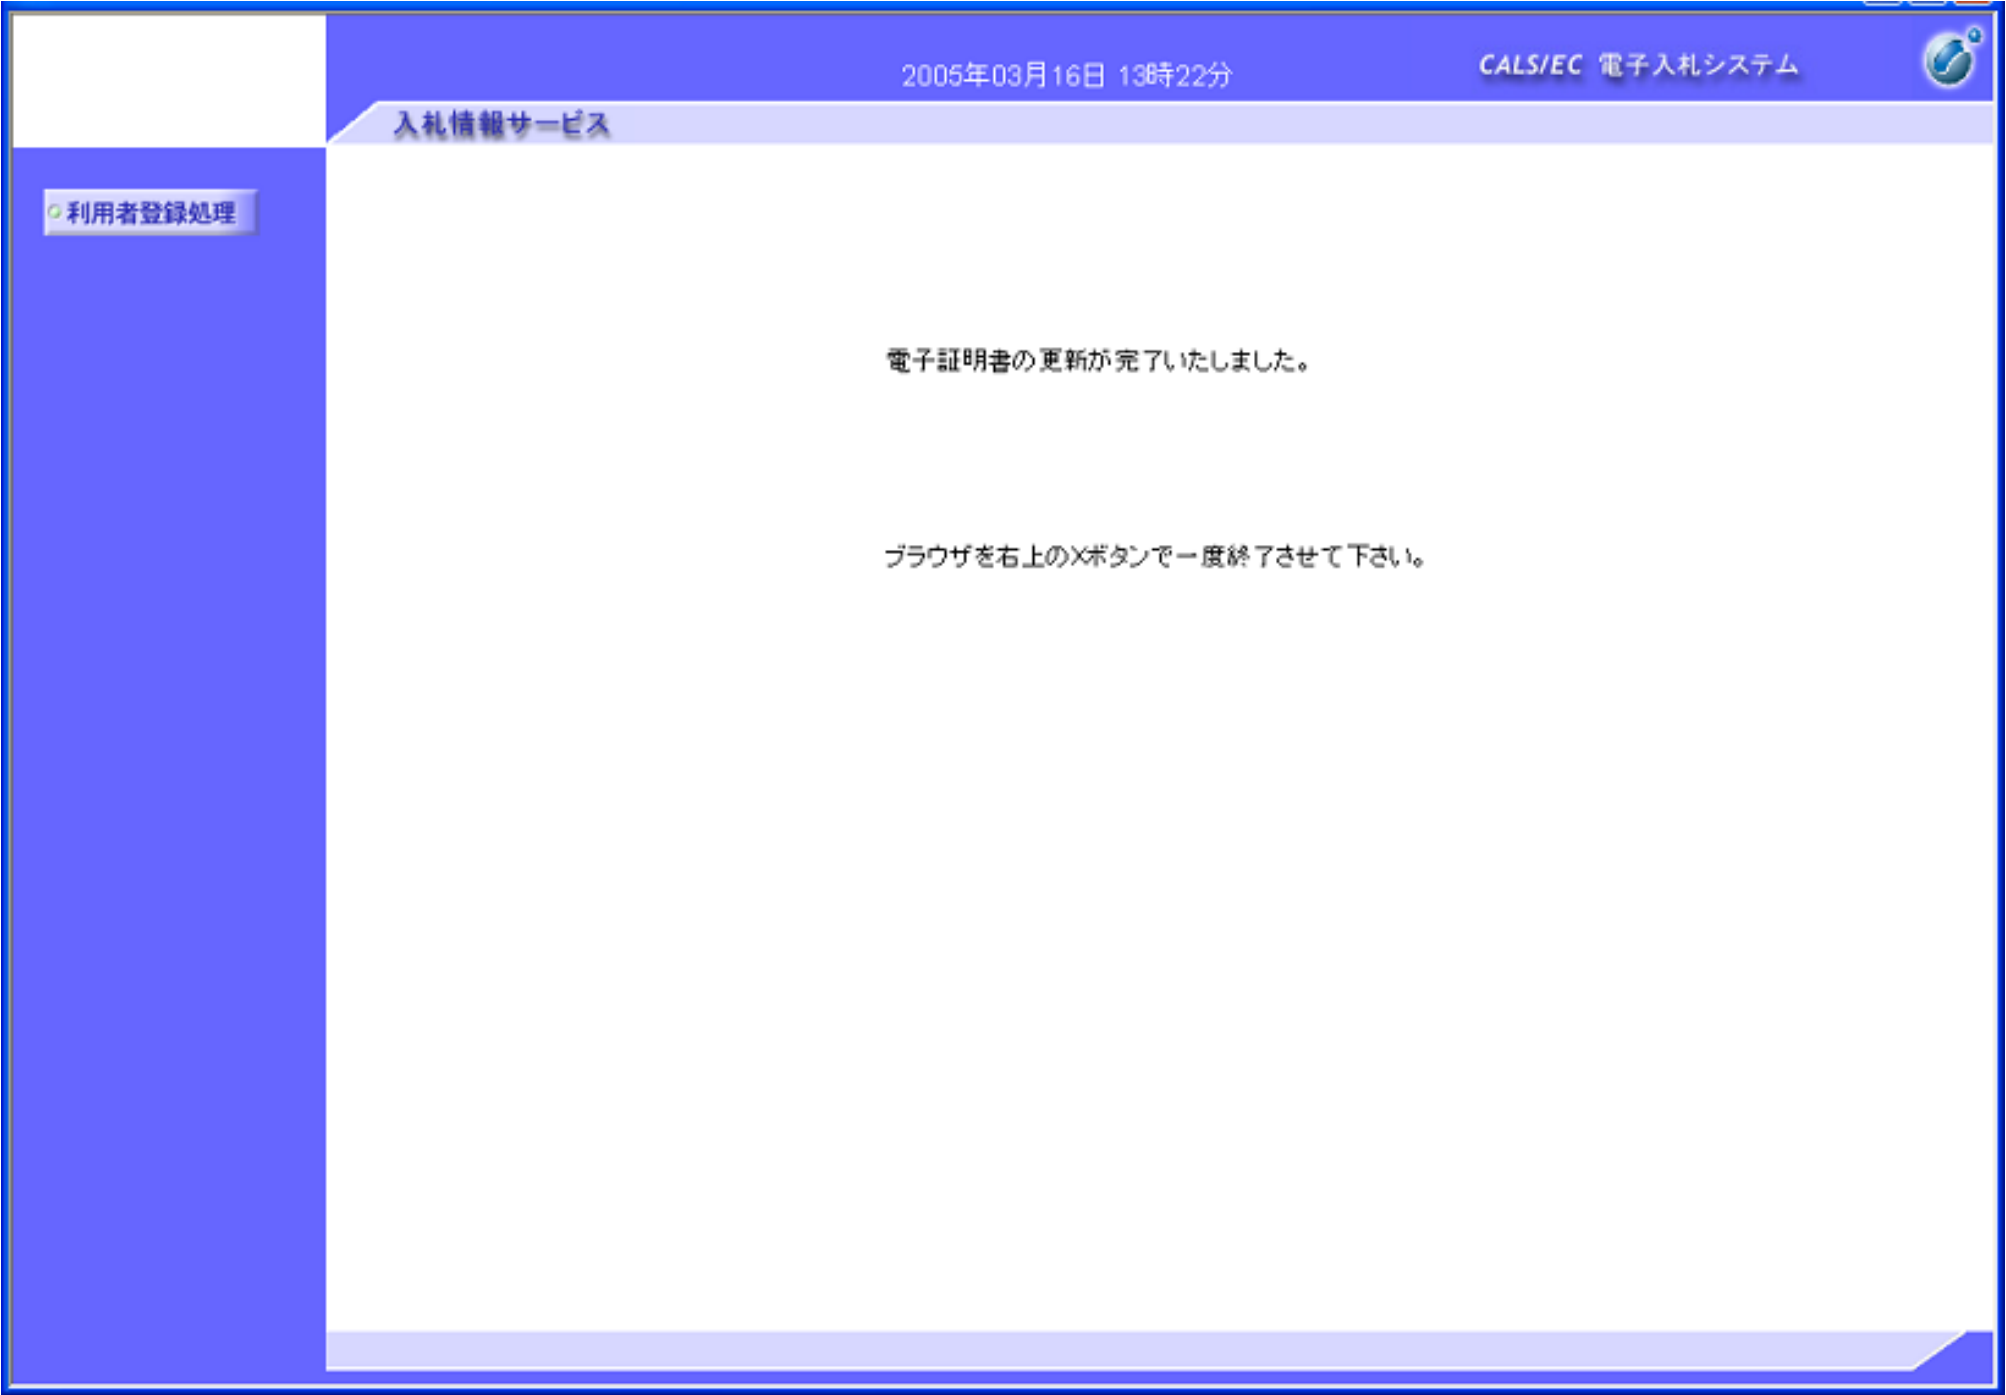 2005年03月16日 13時22分
CALS/EC 電子入札システム
入札情報サービス
利用者登録処理
電子証明書の更新が完了いたしました。
ブラウザを右上のXボタンで一度終了させて下さい。